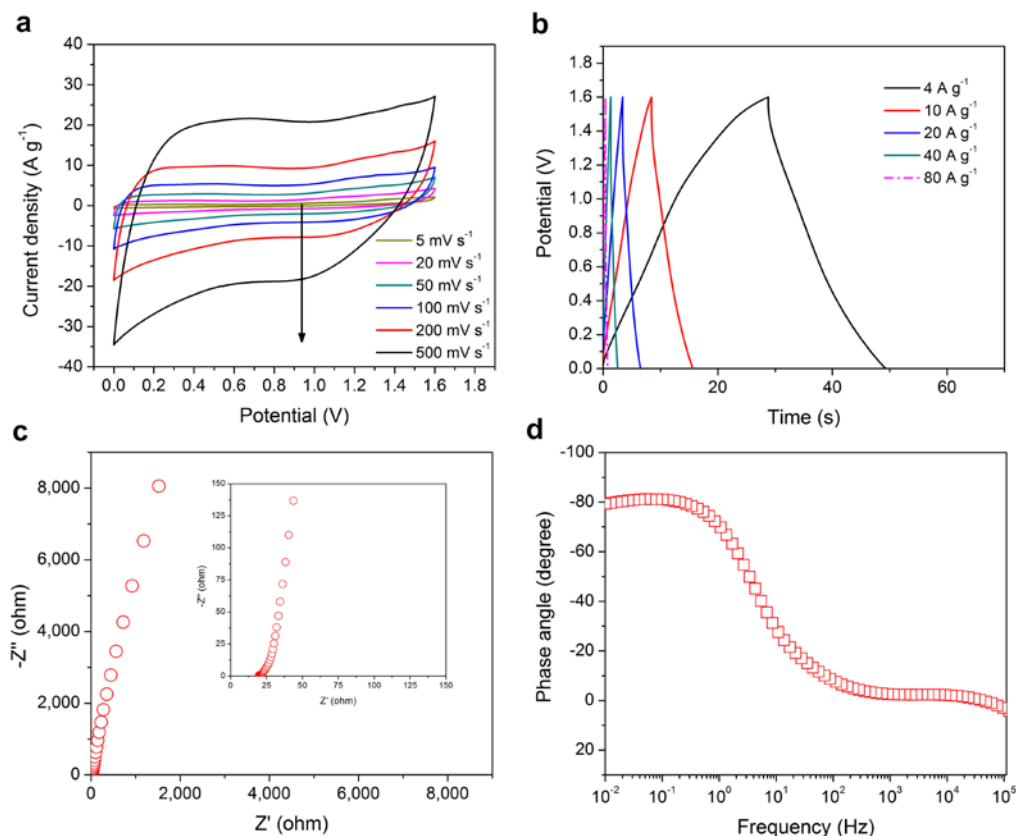 a
Current density (A g⁻¹)
40
30
20
10
0
-10
-20
-30
-40
5 mV s⁻¹
20 mV s⁻¹
50 mV s⁻¹
100 mV s⁻¹
200 mV s⁻¹
500 mV s⁻¹
0.0 0.2 0.4 0.6 0.8 1.0 1.2 1.4 1.6 1.8
Potential (V)
b
Potential (V)
1.8
1.6
1.4
1.2
1.0
0.8
0.6
0.4
0.2
0.0
4 A g⁻¹
10 A g⁻¹
20 A g⁻¹
40 A g⁻¹
80 A g⁻¹
0 20 40 60
Time (s)
c
-Z" (ohm)
8,000
6,000
4,000
2,000
0
0 2,000 4,000 6,000 8,000
Z' (ohm)
-Z" (ohm)
150
125
100
75
50
25
0
0 25 50 75 100 125 150
Z' (ohm)
d
Phase angle (degree)
-100
-80
-60
-40
-20
0
20
10⁻² 10⁻¹ 10⁰ 10¹ 10² 10³ 10⁴ 10⁵
Frequency (Hz)